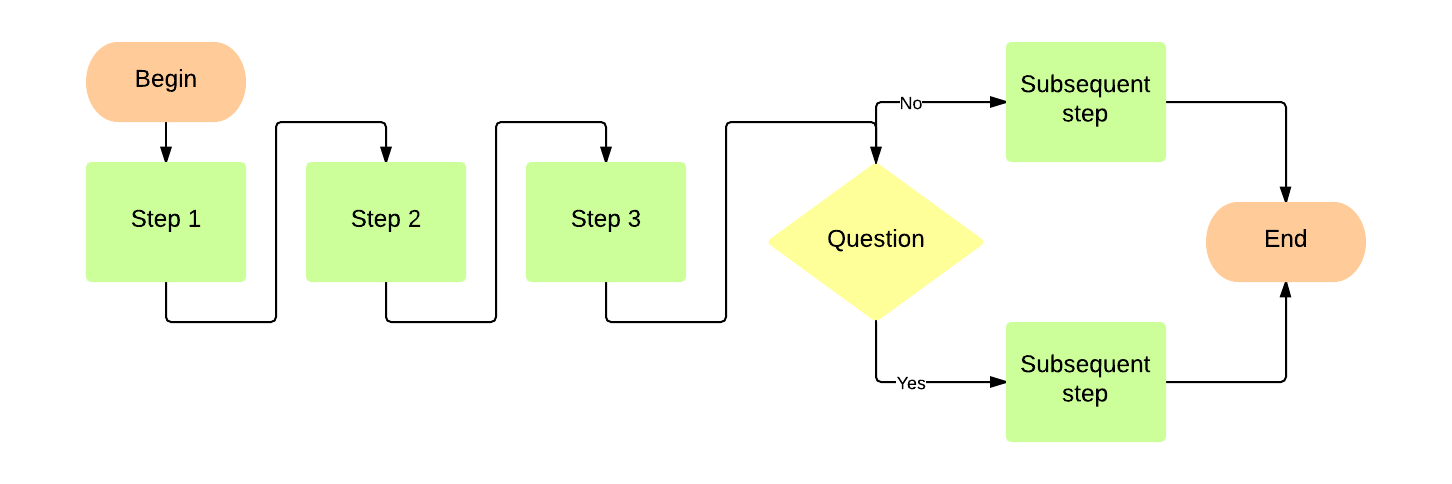 Begin
Step 1
Step 2
Step 3
Question
No
Subsequent
step
Yes
Subsequent
step
End